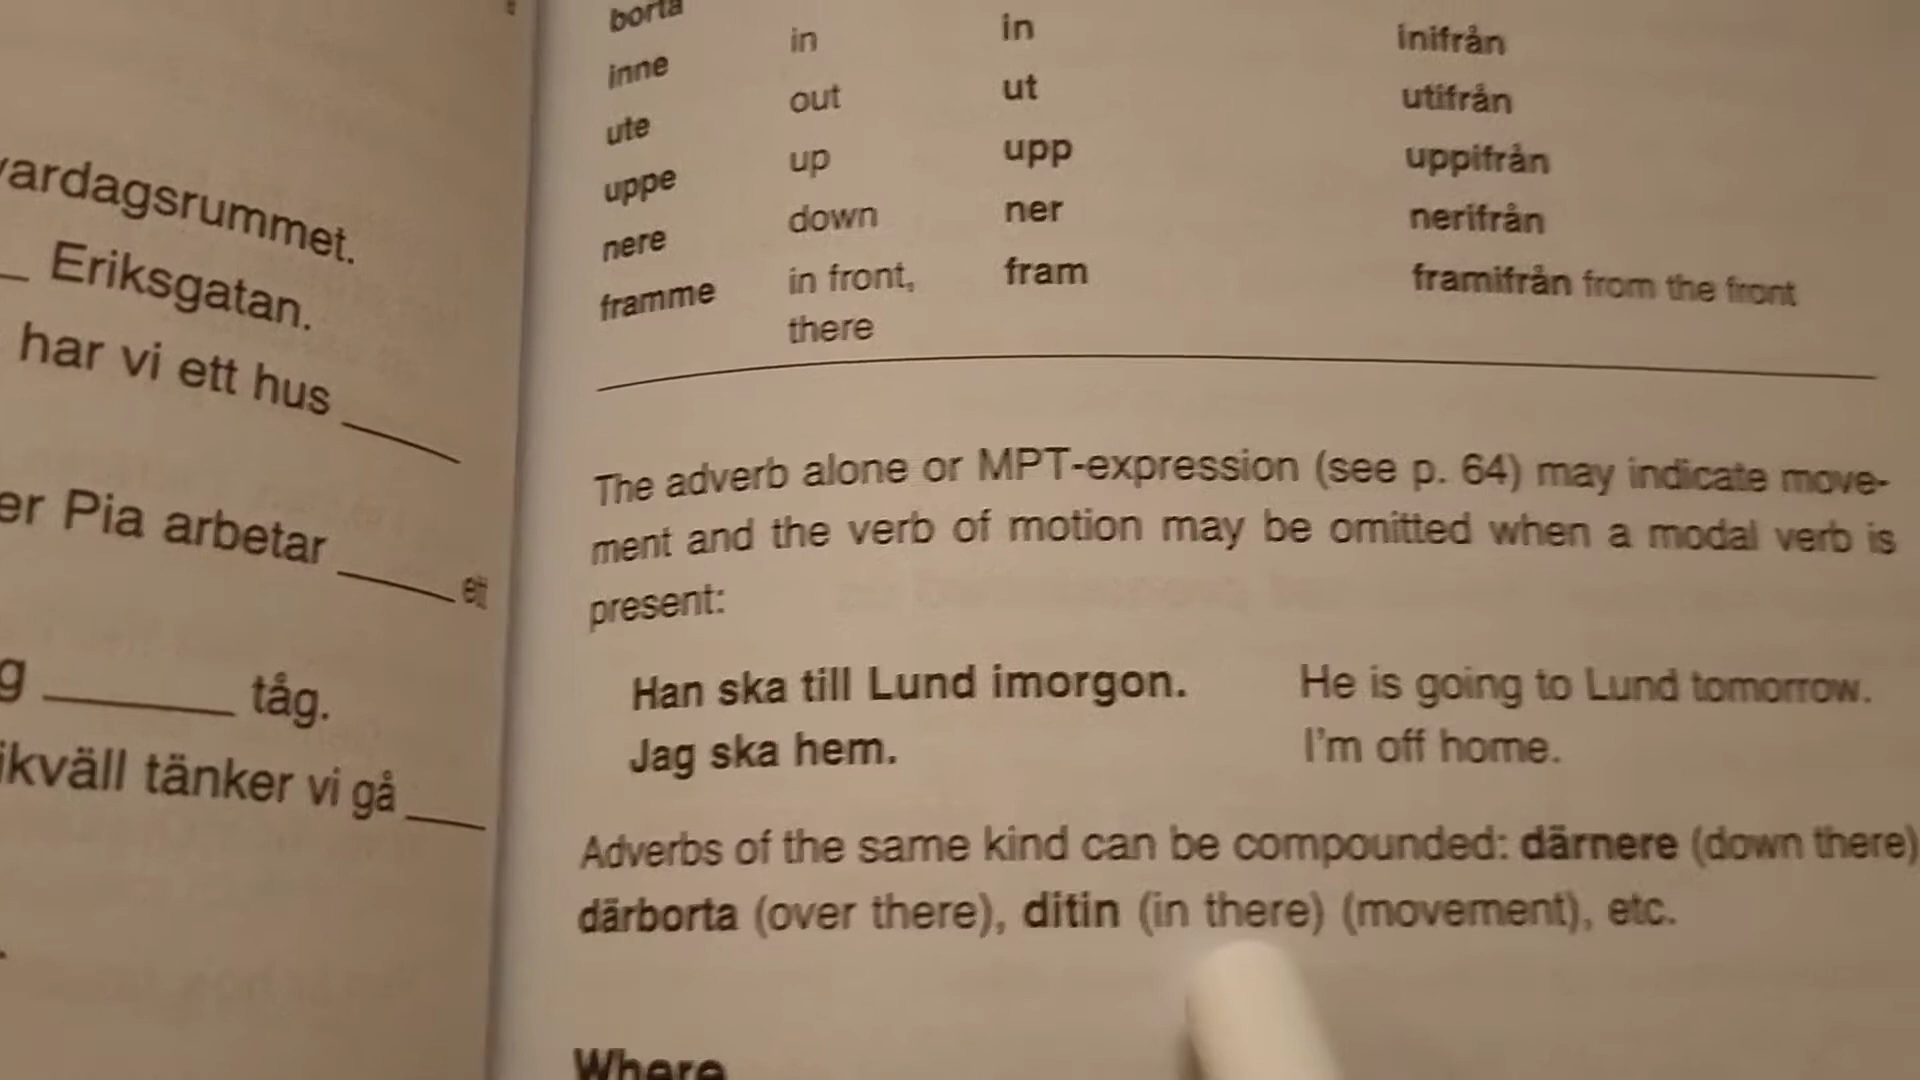 vardagsrummet.
Eriksgatan.
har vi ett hus
er Pia arbetar
ett
g tåg.
ikväll tänker vi gå
borta
inne in in inifrån
ute out ut utifrån
uppe up upp uppifrån
nere down ner nerifrån
framme in front, fram framifrån from the front
there
The adverb alone or MPT-expression (see p. 64) may indicate move-
ment and the verb of motion may be omitted when a modal verb is
present:
Han ska till Lund imorgon. He is going to Lund tomorrow.
Jag ska hem. I'm off home.
Adverbs of the same kind can be compounded: därnere (down there)
därborta (over there), ditin (in there) (movement), etc.
Where